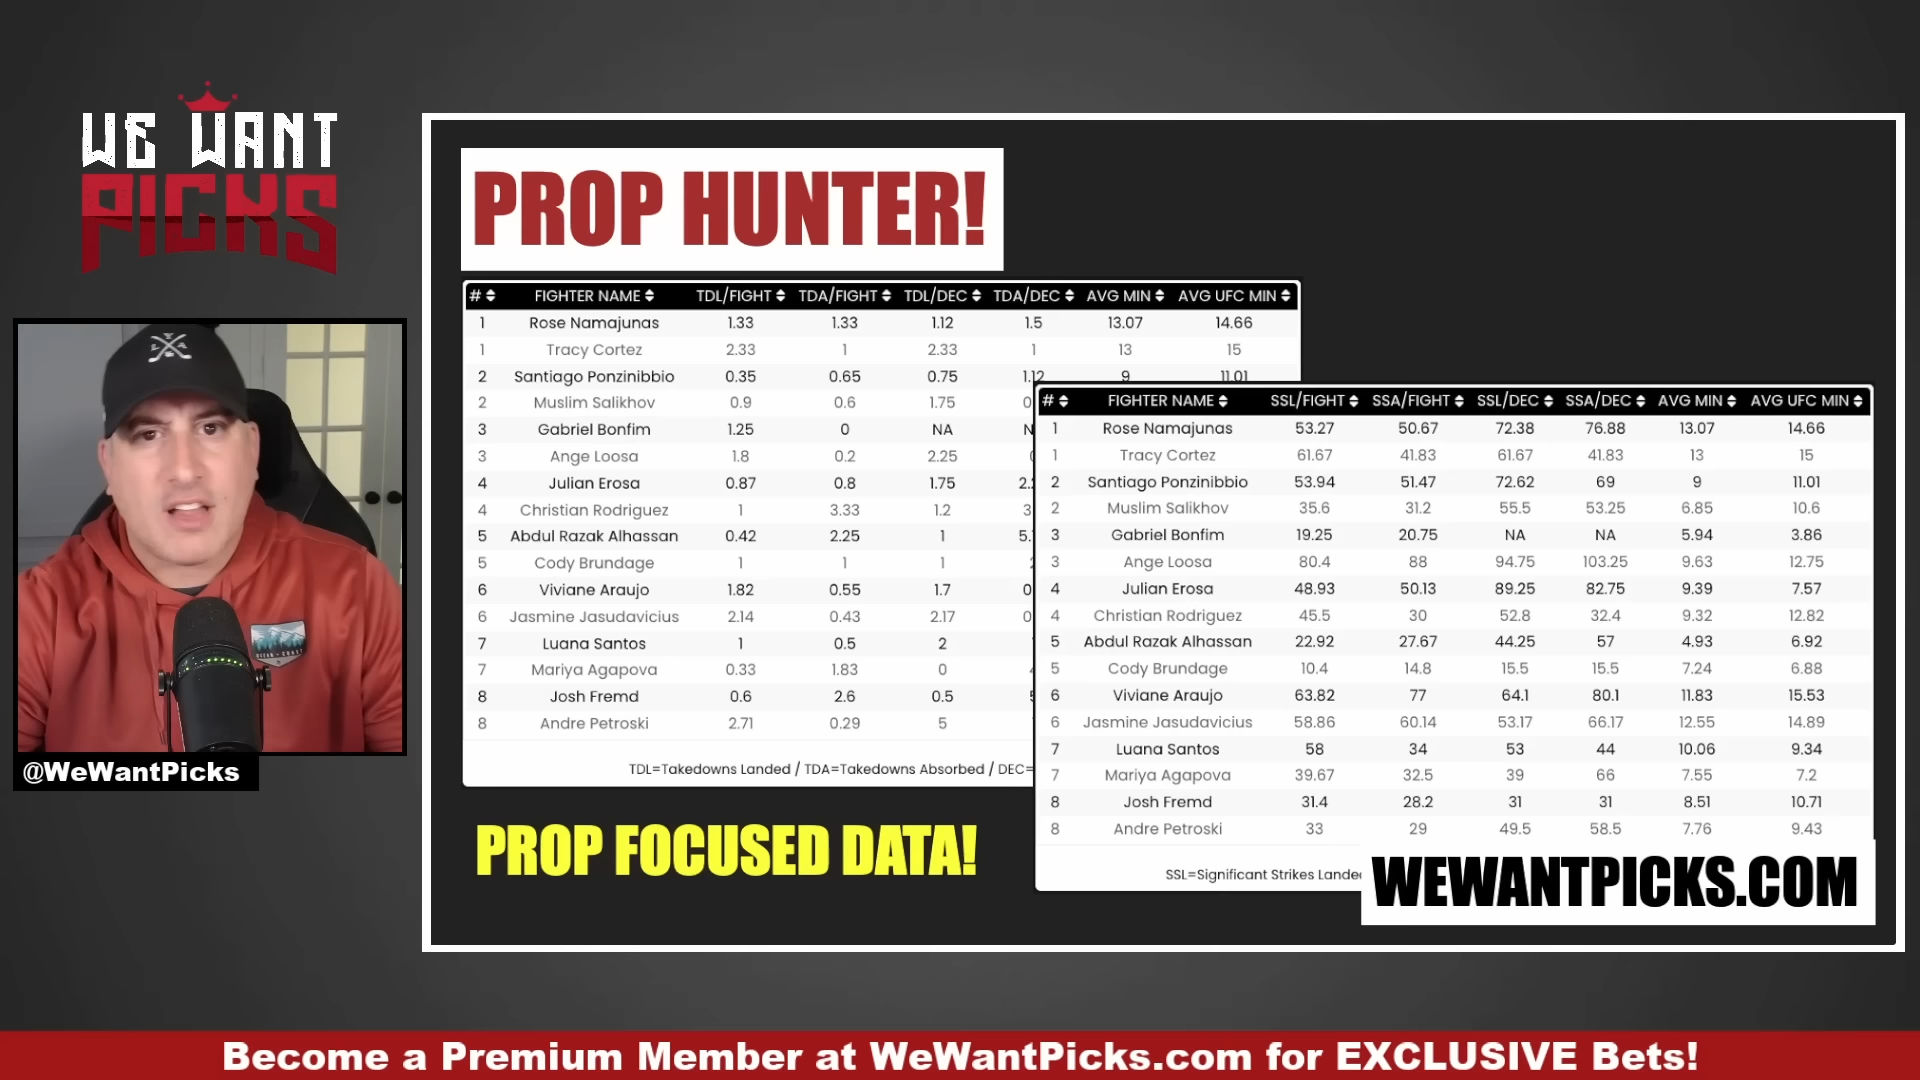 WE WANT
PICKS
@WeWantPicks
PROP HUNTER!
# FIGHTER NAME TDL/FIGHT TDA/FIGHT TDL/DEC TDA/DEC AVG MIN AVG UFC MIN
1 Rose Namajunas 1.33 1.33 1.12 1.5 13.07 14.66
1 Tracy Cortez 2.33 1 2.33 1 13 15
2 Santiago Ponzinibbio 0.35 0.65 0.75 1.12 9 11.01
2 Muslim Salikhov 0.9 0.6 1.75
3 Gabriel Bonfim 1.25 0 NA
3 Ange Loosa 1.8 0.2 2.25
4 Julian Erosa 0.87 0.8 1.75
4 Christian Rodriguez 1 3.33 1.2
5 Abdul Razak Alhassan 0.42 2.25 1
5 Cody Brundage 1 1 1
6 Viviane Araujo 1.82 0.55 1.7
6 Jasmine Jasudavicius 2.14 0.43 2.17
7 Luana Santos 1 0.5 2
7 Mariya Agapova 0.33 1.83 0
8 Josh Fremd 0.6 2.6 0.5
8 Andre Petroski 2.71 0.29 5
TDL=Takedowns Landed / TDA=Takedowns Absorbed / DEC=
# FIGHTER NAME SSL/FIGHT SSA/FIGHT SSL/DEC SSA/DEC AVG MIN AVG UFC MIN
1 Rose Namajunas 53.27 50.67 72.38 76.88 13.07 14.66
1 Tracy Cortez 61.67 41.83 61.67 41.83 13 15
2 Santiago Ponzinibbio 53.94 51.47 72.62 69 9 11.01
2 Muslim Salikhov 35.6 31.2 55.5 53.25 6.85 10.6
3 Gabriel Bonfim 19.25 20.75 NA NA 5.94 3.86
3 Ange Loosa 80.4 88 94.75 103.25 9.63 12.75
4 Julian Erosa 48.93 50.13 89.25 82.75 9.39 7.57
4 Christian Rodriguez 45.5 30 52.8 32.4 9.32 12.82
5 Abdul Razak Alhassan 22.92 27.67 44.25 57 4.93 6.92
5 Cody Brundage 10.4 14.8 15.5 15.5 7.24 6.88
6 Viviane Araujo 63.82 77 64.1 80.1 11.83 15.53
6 Jasmine Jasudavicius 58.86 60.14 53.17 66.17 12.55 14.89
7 Luana Santos 58 34 53 44 10.06 9.34
7 Mariya Agapova 39.67 32.5 39 66 7.55 7.2
8 Josh Fremd 31.4 28.2 31 31 8.51 10.71
8 Andre Petroski 33 29 49.5 58.5 7.76 9.43
SSL=Significant Strikes
PROP FOCUSED DATA!
WEWANTPICKS.COM
Become a Premium Member at WeWantPicks.com for EXCLUSIVE Bets!